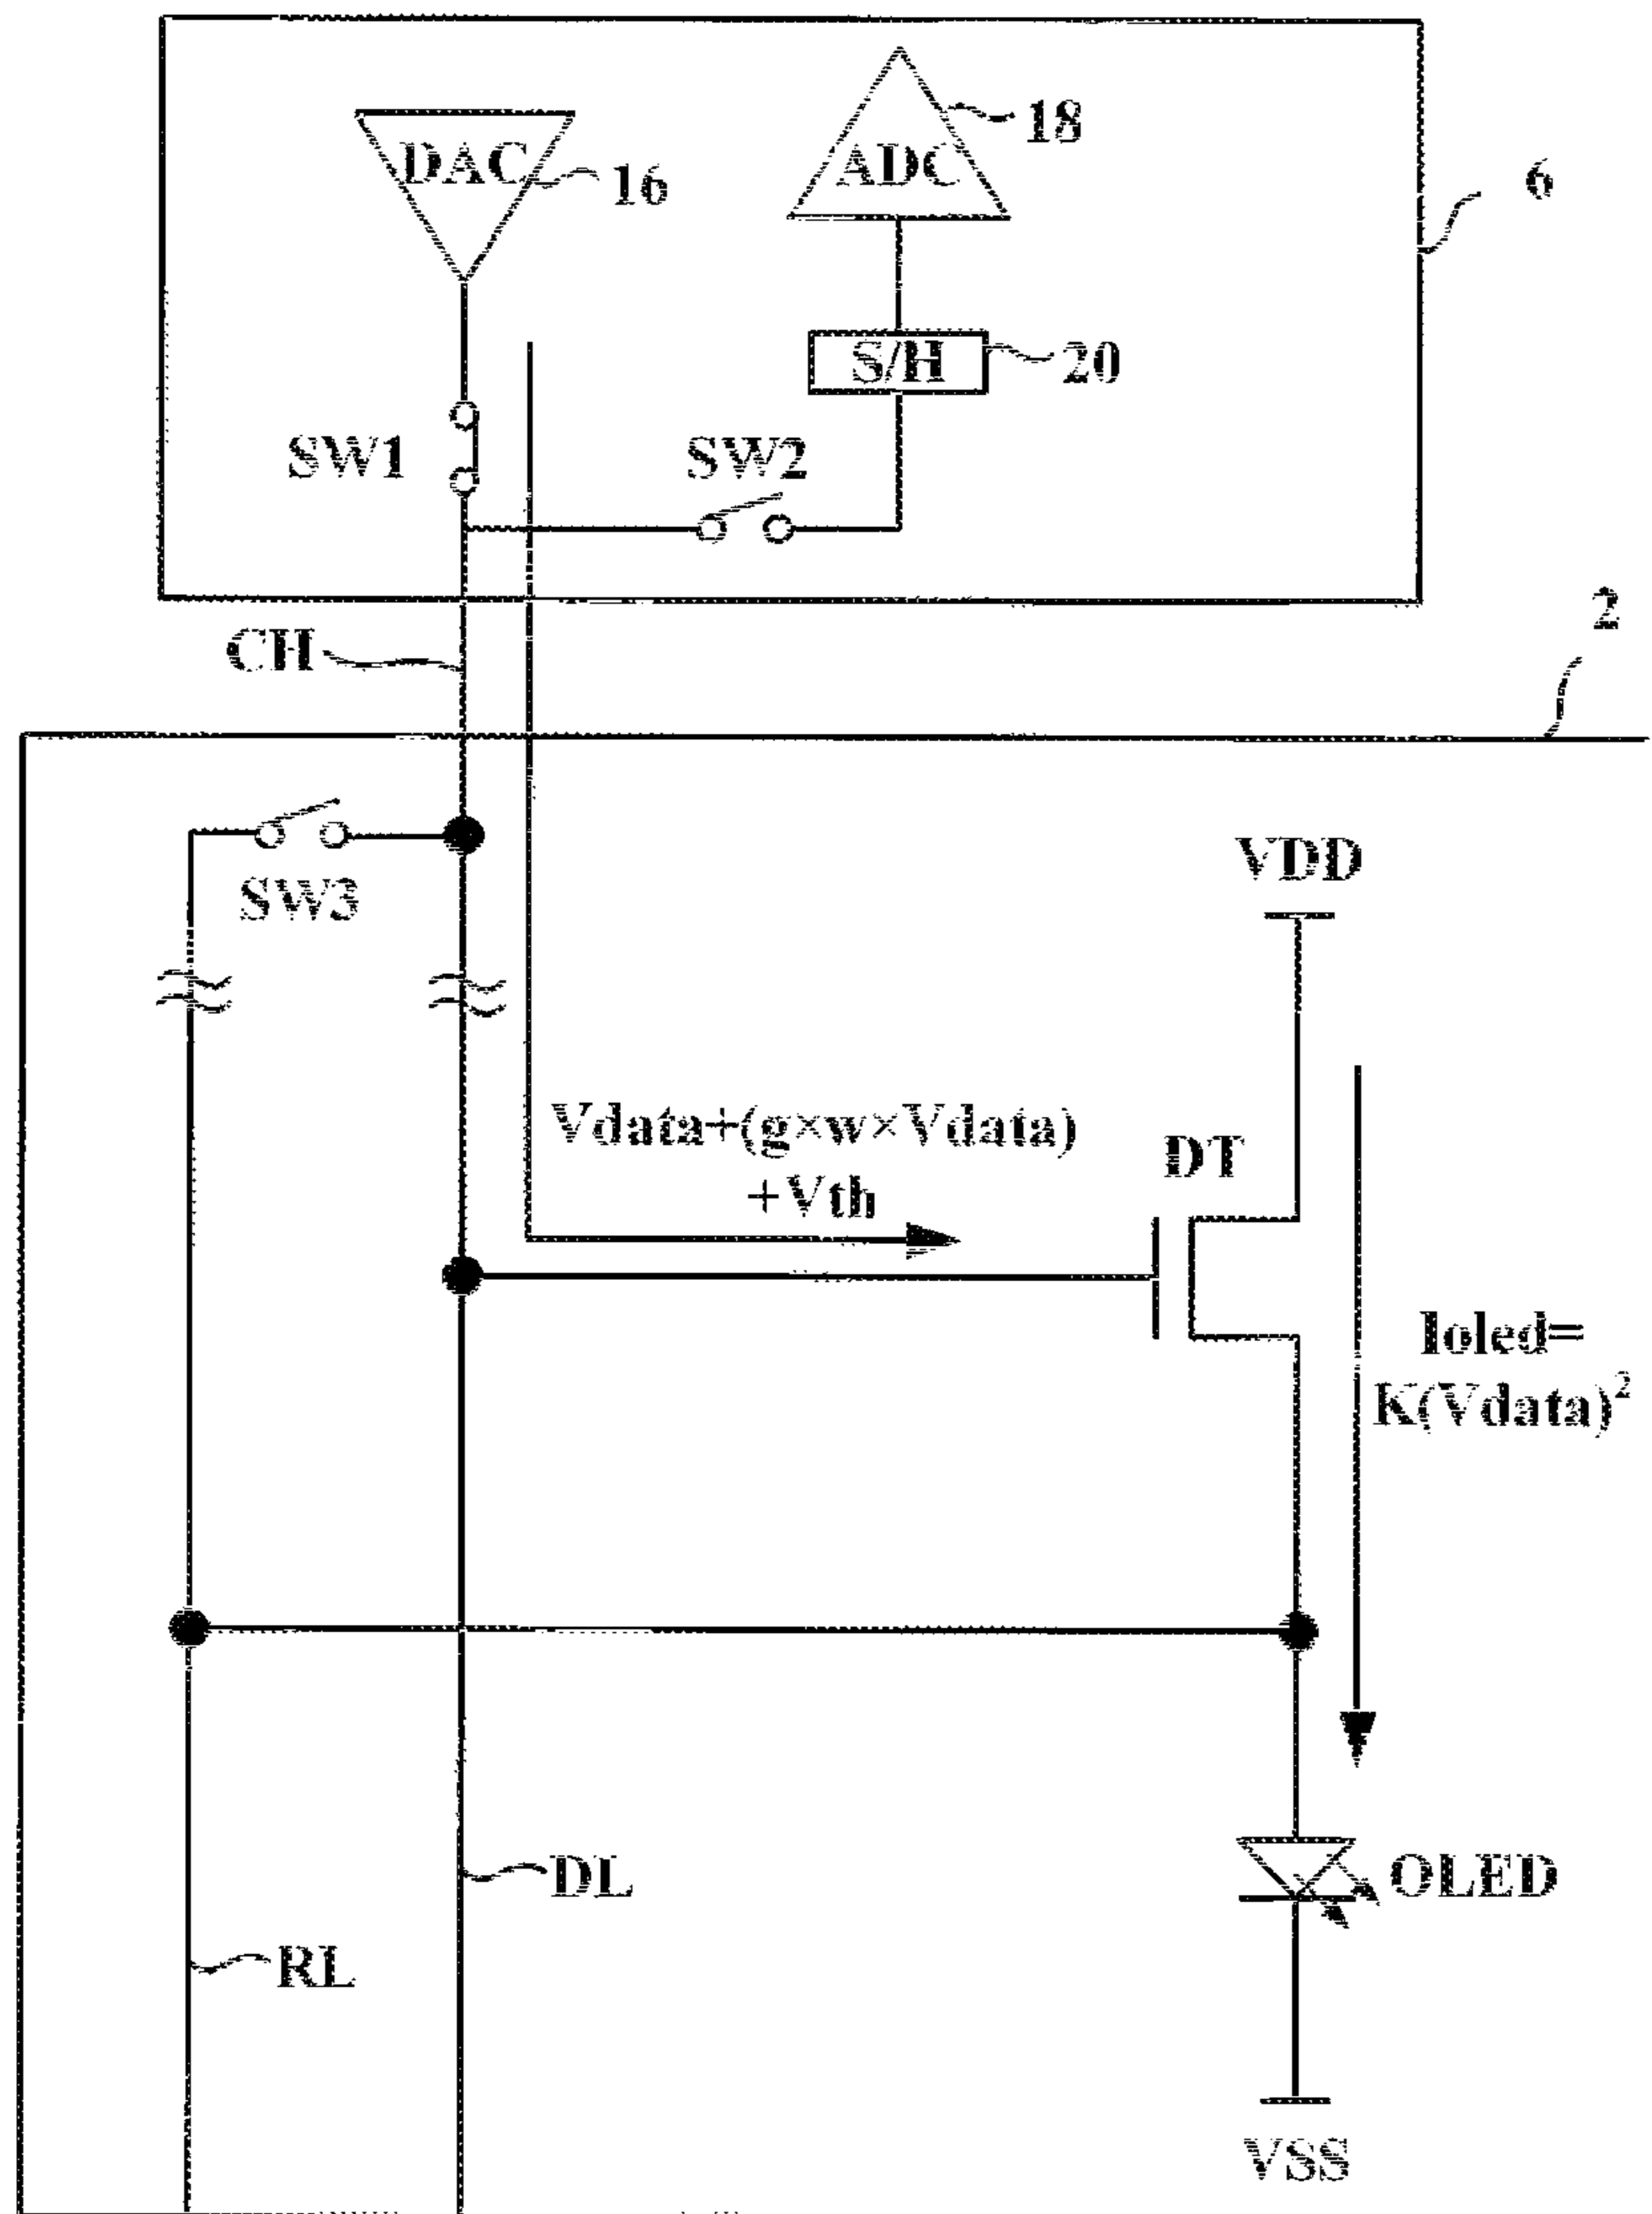 DAC
16
ADC
18
6
S/H
20
SW1
SW2
CH
2
SW3
VDD
Vdata+(g×w×Vdata)
+Vth
DT
Ioled=
K(Vdata)²
DL
OLED
RL
VSS